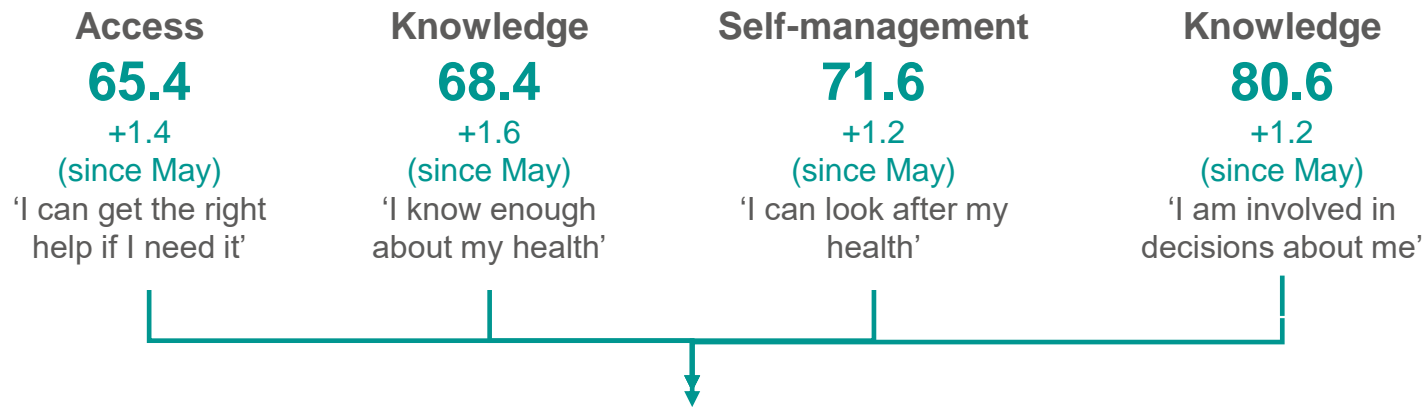 Access
65.4
+1.4
(since May)
‘I can get the right
help if I need it’
Knowledge
68.4
+1.6
(since May)
‘I know enough
about my health’
Self-management
71.6
+1.2
(since May)
‘I can look after my
health’
Knowledge
80.6
+1.2
(since May)
‘I am involved in
decisions about me’